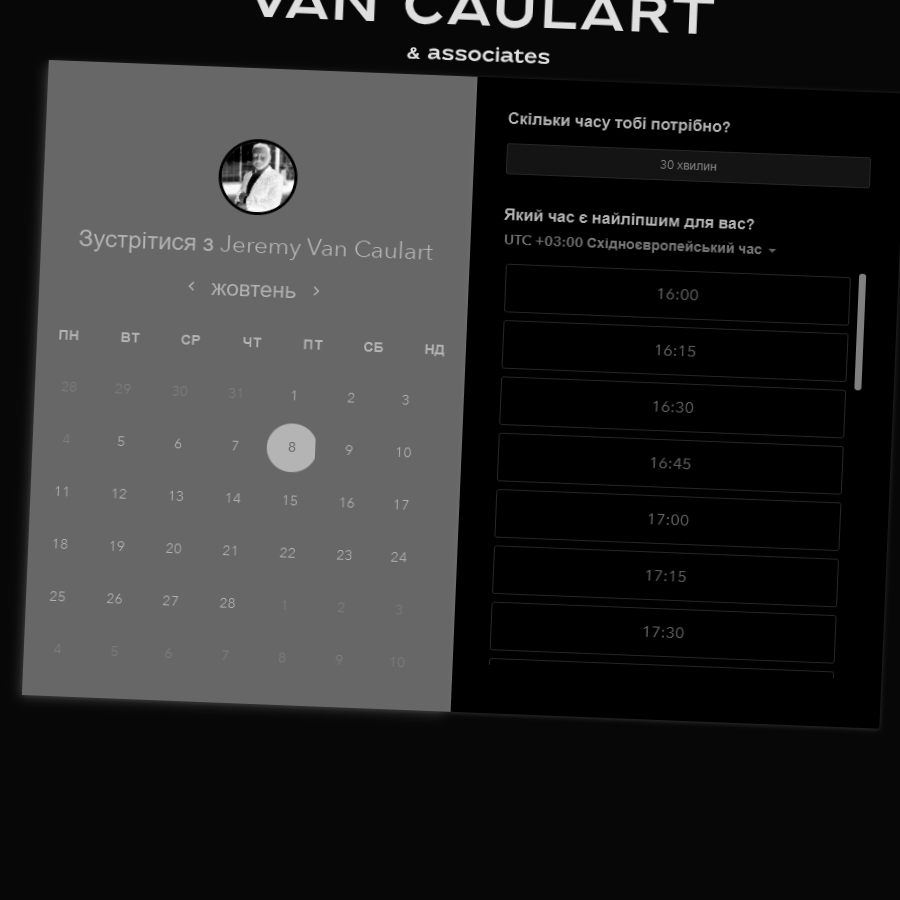 VAN CAULART
& associates
Зустрітися з Jeremy Van Caulart
жовтень
ПН ВТ СР ЧТ ПТ СБ НД
28 29 30 31 1 2 3
4 5 6 7 8 9 10
11 12 13 14 15 16 17
18 19 20 21 22 23 24
25 26 27 28 1 2 3
4 5 6 7 8 9 10
Скільки часу тобі потрібно?
30 хвилин
Який час є найліпшим для вас?
UTC +03:00 Східноєвропейський час
16:00
16:15
16:30
16:45
17:00
17:15
17:30